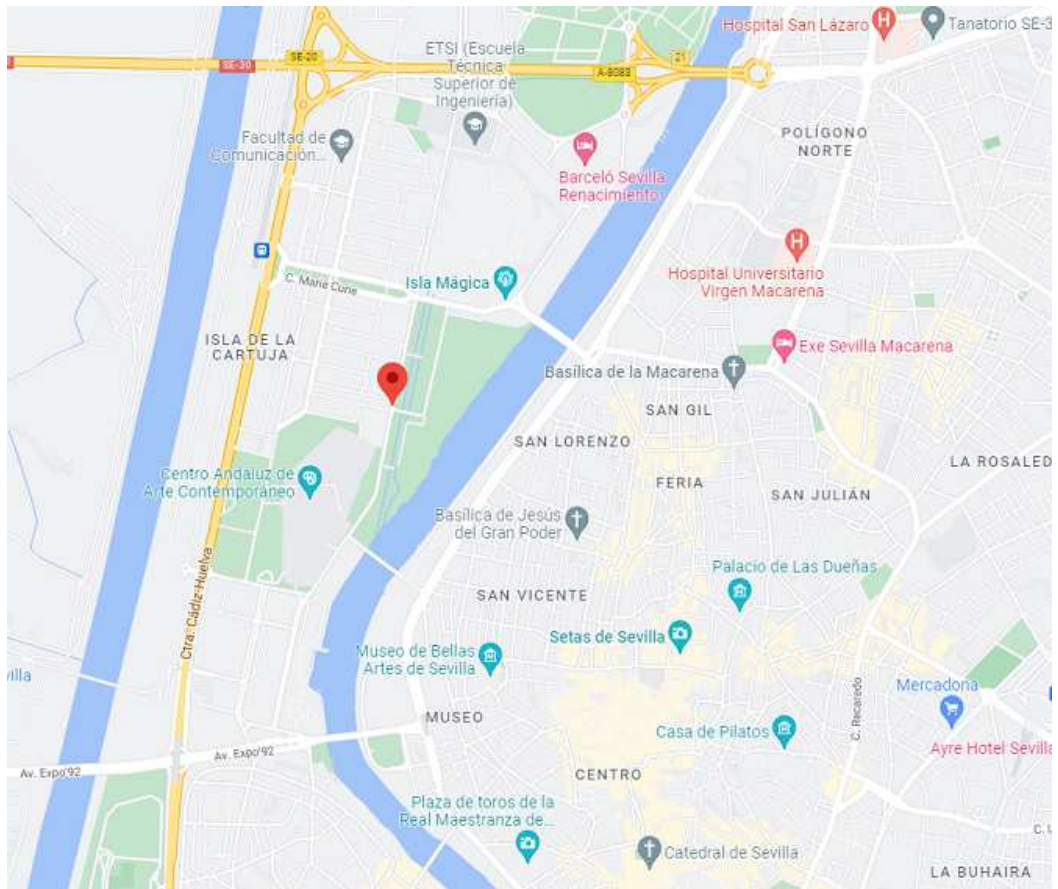 Hospital San Lázaro
Tanatorio SE-3
ETSI (Escuela
Técnica
Superior de
Ingeniería)
SE-20
SE-30
21
A-8083
Facultad de
Comunicación...
POLÍGONO
NORTE
Barceló Sevilla
Renacimiento
Hospital Universitario
Virgen Macarena
C. Marie Curie
Isla Mágica
ISLA DE LA
CARTUJA
Exe Sevilla Macarena
Basílica de la Macarena
SAN GIL
SAN LORENZO
LA ROSALED
Centro Andaluz de
Arte Contemporáneo
FERIA
SAN JULIÁN
Basílica de Jesús
del Gran Poder
Palacio de Las Dueñas
SAN VICENTE
Ctra. Cádiz-Huelva
Setas de Sevilla
Museo de Bellas
Artes de Sevilla
villa
Mercadona
MUSEO
C. Recaredo
Casa de Pilatos
Ayre Hotel Sevilla
Av. Expo'92
Av. Expo'92
CENTRO
Plaza de toros de la
Real Maestranza de...
C. L
Catedral de Sevilla
LA BUHAIRA